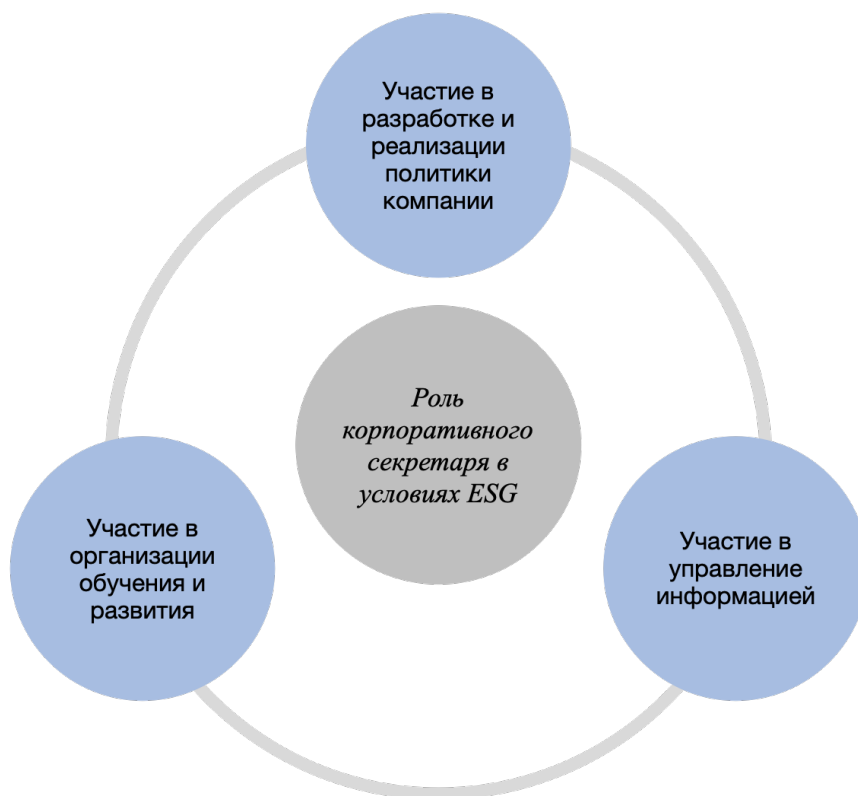 Участие в
разработке и
реализации
политики
компании
Роль
корпоративного
секретаря в
условиях ESG
Участие в
организации
обучения и
развития
Участие в
управление
информацией